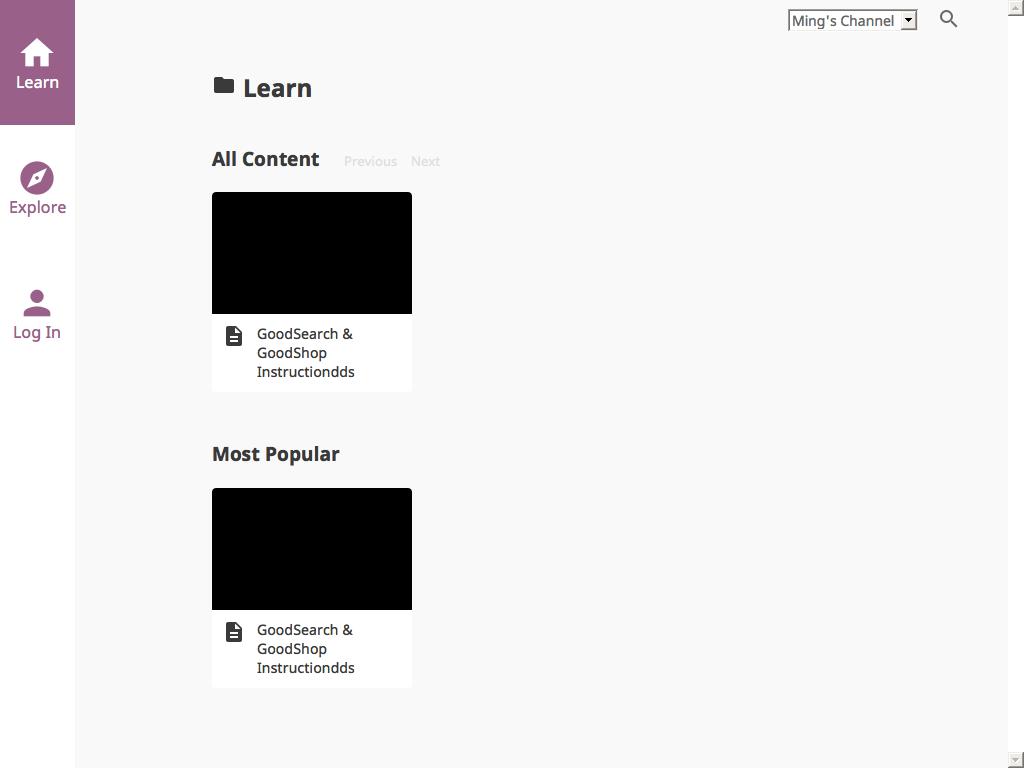 Ming's Channel
Learn
Explore
Log In
Learn
All Content
Previous Next
GoodSearch &
GoodShop
Instructiondds
Most Popular
GoodSearch &
GoodShop
Instructiondds